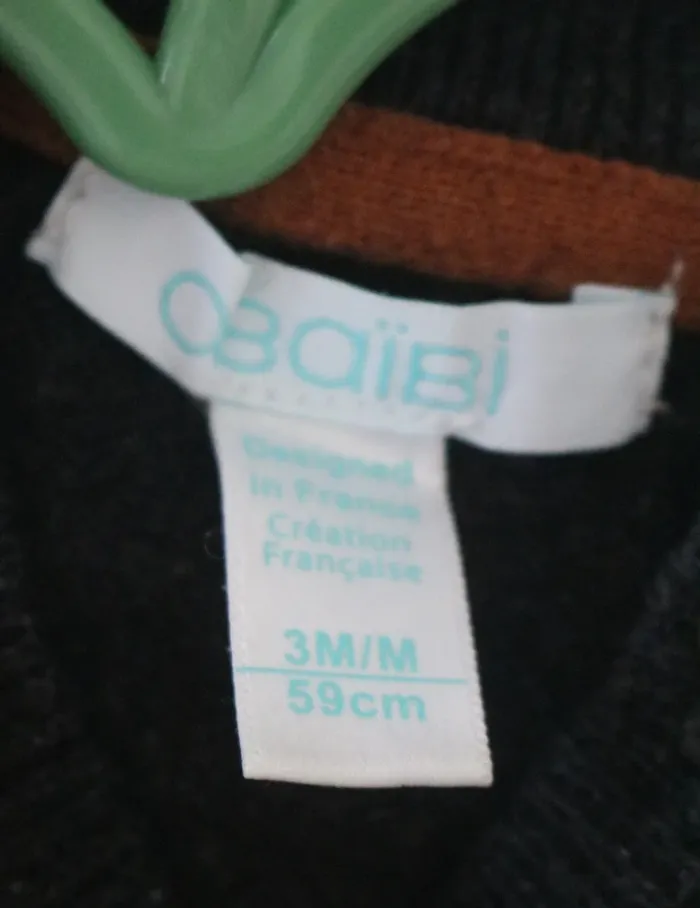 OBAÏBI
Designed
in France
Création
Française
3M/M
59cm